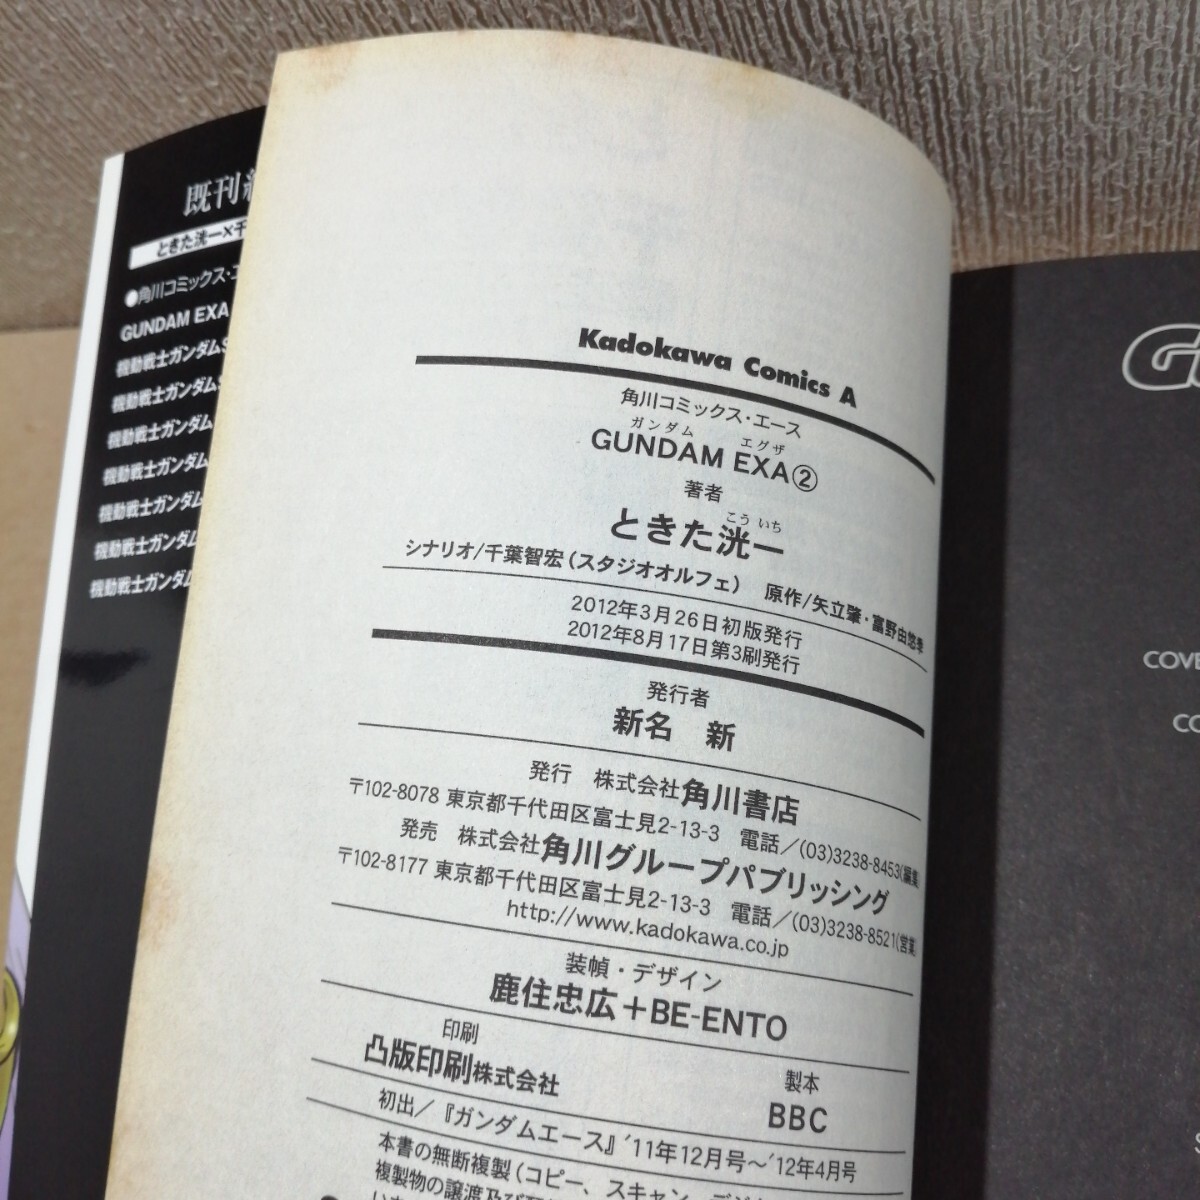 既刊
ときた洸一×千
●角川コミックス・エ
GUNDAM EXA
機動戦士ガンダムS
機動戦士ガンダムS
機動戦士ガンダム
機動戦士ガンダム
機動戦士ガンダム
機動戦士ガンダム
機動戦士ガンダム
Kadokawa Comics A
角川コミックス・エース
ガンダム エグザ
GUNDAM EXA②
著者
こういち
ときた洸一
シナリオ/千葉智宏(スタジオオルフェ) 原作/矢立肇・富野由悠季
2012年3月26日初版発行
2012年8月17日第3刷発行
発行者
新名 新
発行 株式会社角川書店
〒102-8078 東京都千代田区富士見2-13-3 電話/(03)3238-8453(編集)
発売 株式会社角川グループパブリッシング
〒102-8177 東京都千代田区富士見2-13-3 電話/(03)3238-8521(営業)
http://www.kadokawa.co.jp
装幀・デザイン
鹿住忠広+BE-ENTO
印刷
凸版印刷株式会社
製本
BBC
初出/『ガンダムエース』'11年12月号〜'12年4月号
本書の無断複製(コピー、スキャン、デジ
複製物の譲渡及び
G
COVE
CO
S